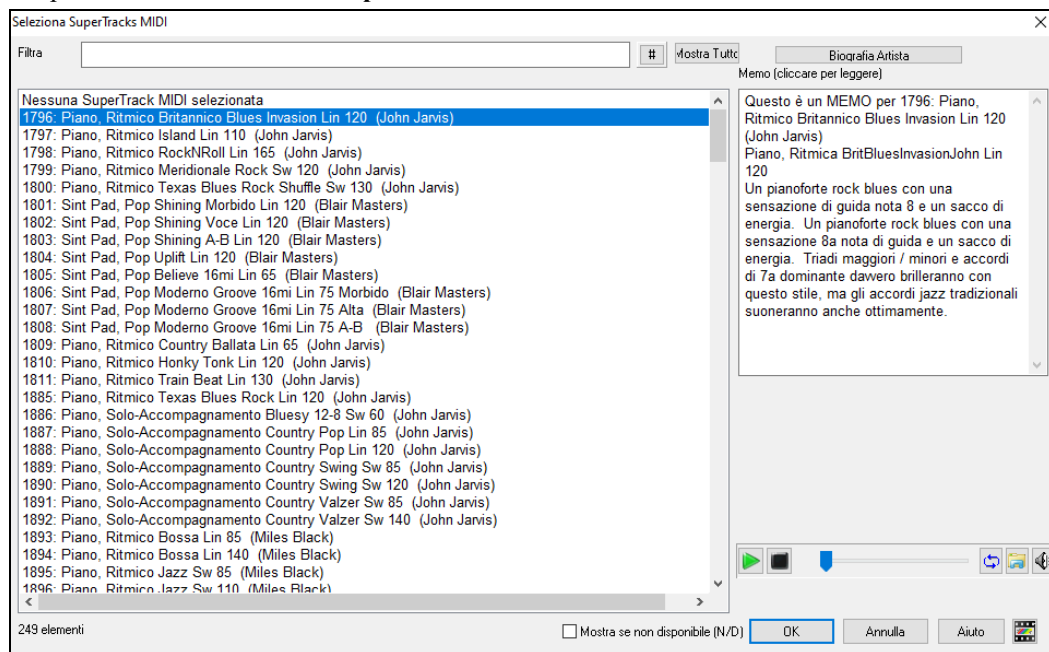 Seleziona SuperTracks MIDI
Filtra
#
Mostra Tutto
Biografia Artista
Memo (cliccare per leggere)
Nessuna SuperTrack MIDI selezionata
1796: Piano, Ritmico Britannico Blues Invasion Lin 120 (John Jarvis)
1797: Piano, Ritmico Island Lin 110 (John Jarvis)
1798: Piano, Ritmico RockNRoll Lin 165 (John Jarvis)
1799: Piano, Ritmico Meridionale Rock Sw 120 (John Jarvis)
1800: Piano, Ritmico Texas Blues Rock Shuffle Sw 130 (John Jarvis)
1801: Sint Pad, Pop Shining Morbido Lin 120 (Blair Masters)
1802: Sint Pad, Pop Shining Voce Lin 120 (Blair Masters)
1803: Sint Pad, Pop Shining A-B Lin 120 (Blair Masters)
1804: Sint Pad, Pop Uplift Lin 120 (Blair Masters)
1805: Sint Pad, Pop Believe 16mi Lin 65 (Blair Masters)
1806: Sint Pad, Pop Moderno Groove 16mi Lin 75 Morbido (Blair Masters)
1807: Sint Pad, Pop Moderno Groove 16mi Lin 75 Alta (Blair Masters)
1808: Sint Pad, Pop Moderno Groove 16mi Lin 75 A-B (Blair Masters)
1809: Piano, Ritmico Country Ballata Lin 65 (John Jarvis)
1810: Piano, Ritmico Honky Tonk Lin 120 (John Jarvis)
1811: Piano, Ritmico Train Beat Lin 130 (John Jarvis)
1885: Piano, Ritmico Texas Blues Rock Lin 120 (John Jarvis)
1886: Piano, Solo-Accompagnamento Bluesy 12-8 Sw 60 (John Jarvis)
1887: Piano, Solo-Accompagnamento Country Pop Lin 85 (John Jarvis)
1888: Piano, Solo-Accompagnamento Country Pop Lin 120 (John Jarvis)
1889: Piano, Solo-Accompagnamento Country Swing Sw 85 (John Jarvis)
1890: Piano, Solo-Accompagnamento Country Swing Sw 120 (John Jarvis)
1891: Piano, Solo-Accompagnamento Country Valzer Sw 85 (John Jarvis)
1892: Piano, Solo-Accompagnamento Country Valzer Sw 140 (John Jarvis)
1893: Piano, Ritmico Bossa Lin 85 (Miles Black)
1894: Piano, Ritmico Bossa Lin 140 (Miles Black)
1895: Piano, Ritmico Jazz Sw 85 (Miles Black)
1896: Piano, Ritmico Jazz Sw 110 (Miles Black)
Questo è un MEMO per 1796: Piano,
Ritmico Britannico Blues Invasion Lin 120
(John Jarvis)
Piano, Ritmica BritBluesInvasionJohn Lin
120
Un pianoforte rock blues con una
sensazione di guida nota 8 e un sacco di
energia. Un pianoforte rock blues con una
sensazione 8a nota di guida e un sacco di
energia. Triadi maggiori / minori e accordi
di 7a dominante davvero brilleranno con
questo stile, ma gli accordi jazz tradizionali
suoneranno anche ottimamente.
249 elementi
Mostra se non disponibile (N/D)
OK
Annulla
Aiuto